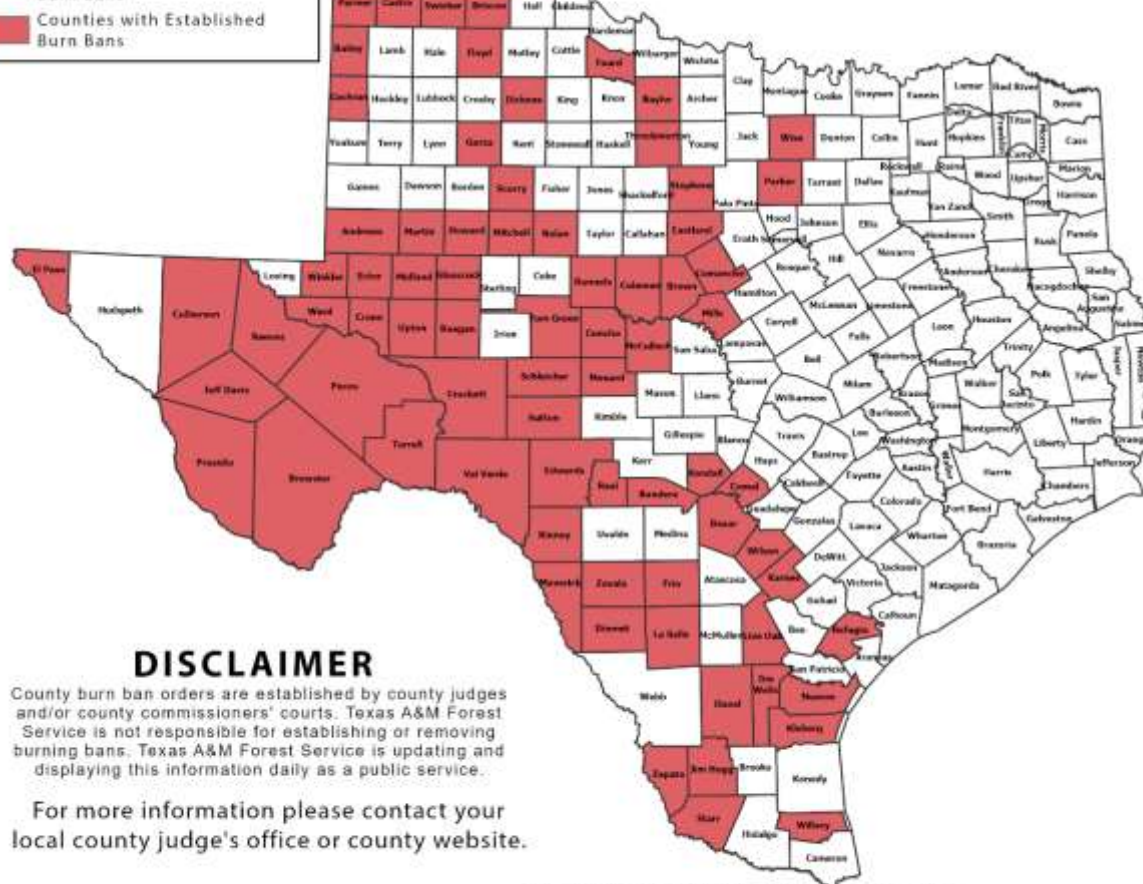 Counties with Established
Burn Bans
Parmer Castro Swisher Briscoe Hall Childress
Hardeman
Bailey Lamb Hale Floyd Motley Cottle Foard Wilbarger Wichita
Clay Montague Cooke Grayson Fannin Lamar Red River Bowie
Cochran Hockley Lubbock Crosby Dickens King Knox Baylor Archer
Delta Titus Franklin Morris
Yoakum Terry Lynn Garza Kent Stonewall Haskell Throckmorton Young Jack Wise Denton Collin Hunt Hopkins Cass
Rockwall Rains Camp Marion
Gaines Dawson Borden Scurry Fisher Jones Shackelford Stephens Palo Pinto Parker Tarrant Dallas Kaufman Van Zandt Wood Upshur Harrison
Gregg
Andrews Martin Howard Mitchell Nolan Taylor Callahan Eastland Erath Hood Somervell Johnson Ellis Henderson Smith Rusk Panola
El Paso Hudspeth Culberson Loving Winkler Ector Midland Glasscock Sterling Coke Runnels Coleman Brown Comanche Bosque Hill Navarro Anderson Cherokee Shelby
Hamilton Freestone Nacogdoches San Augustine Sabine
Reeves Ward Crane Upton Reagan Irion Tom Green Concho McCulloch San Saba Mills Lampasas Coryell McLennan Limestone Leon Houston Angelina
Falls Trinity
Jeff Davis Pecos Crockett Schleicher Menard Mason Llano Burnet Bell Robertson Madison Walker Polk Tyler Jasper Newton
Milam Brazos Grimes San Jacinto
Sutton Kimble Gillespie Blanco Williamson Burleson Montgomery Hardin Orange
Presidio Brewster Terrell Val Verde Edwards Kerr Travis Lee Washington Liberty
Hays Bastrop Jefferson
Real Bandera Kendall Comal Caldwell Fayette Austin Waller Harris Chambers
Guadalupe Colorado Fort Bend Galveston
Kinney Uvalde Medina Bexar Gonzales Lavaca Wharton Brazoria
Wilson DeWitt Jackson
Maverick Zavala Frio Atascosa Karnes Victoria Matagorda
Goliad Calhoun
Dimmit La Salle McMullen Live Oak Bee Refugio
Aransas
San Patricio
Webb Duval Jim Wells Nueces
Kleberg
Zapata Jim Hogg Brooks Kenedy
Starr Hidalgo Willacy
Cameron
DISCLAIMER
County burn ban orders are established by county judges
and/or county commissioners' courts. Texas A&M Forest
Service is not responsible for establishing or removing
burning bans. Texas A&M Forest Service is updating and
displaying this information daily as a public service.
For more information please contact your
local county judge's office or county website.